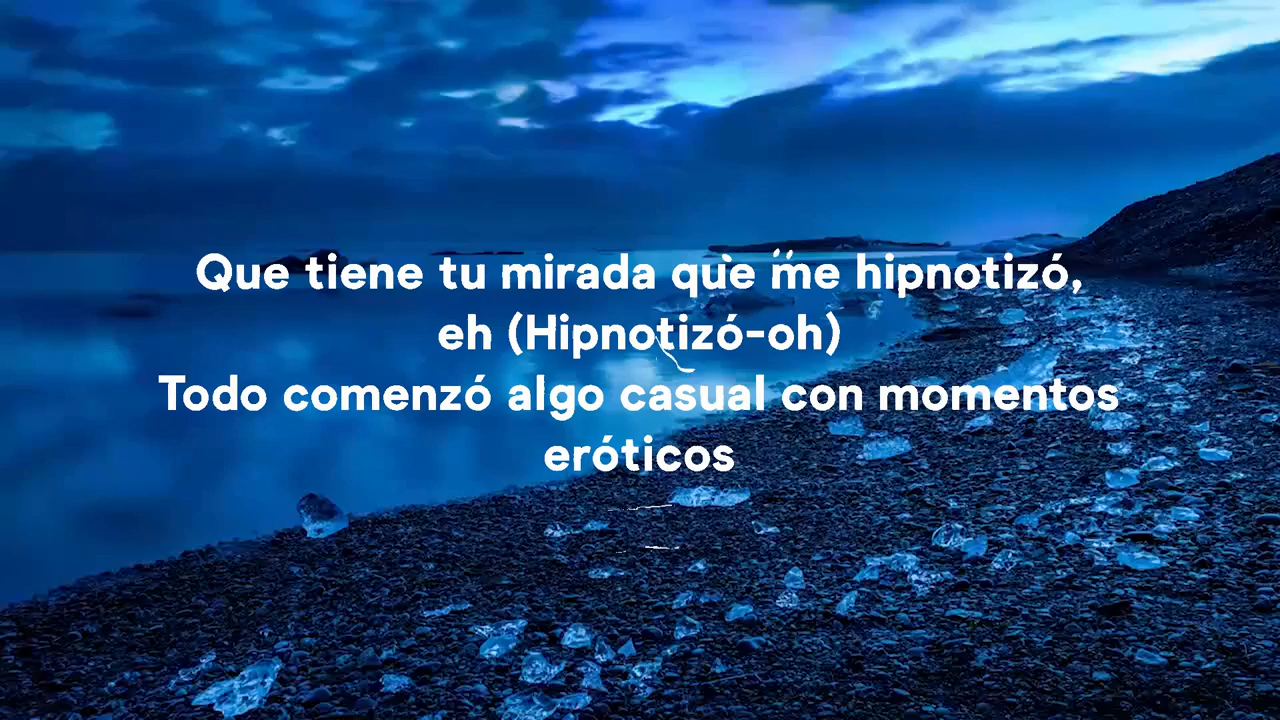 Que tiene tu mirada que me hipnotizó,
eh (Hipnotizó-oh)
Todo comenzó algo casual con momentos
eróticos